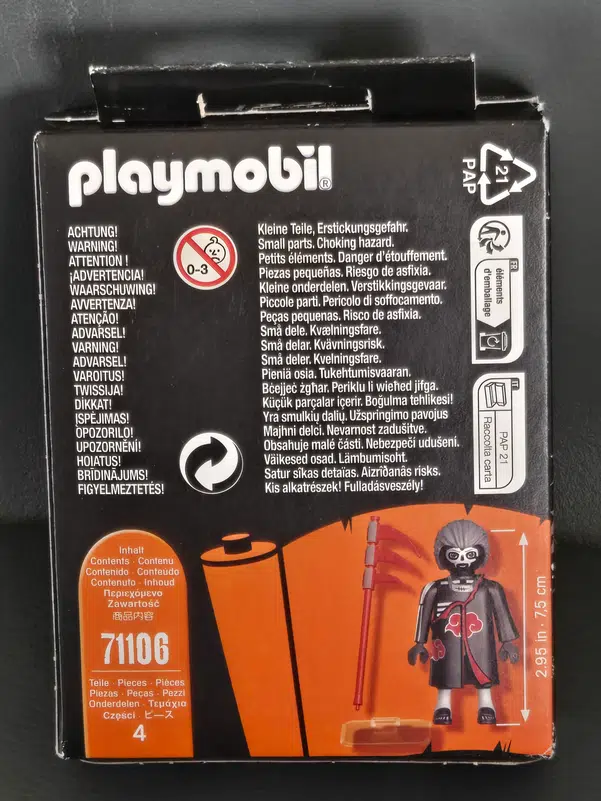 playmobil®
21
PAP
ACHTUNG!
WARNING!
ATTENTION !
¡ADVERTENCIA!
WAARSCHUWING!
AVVERTENZA!
ATENÇÃO!
ADVARSEL!
VARNING!
ADVARSEL!
VAROITUS!
TWISSIJA!
DİKKAT!
ĮSPĖJIMAS!
OPOZORILO!
UPOZORNĚNÍ!
HOIATUS!
BRĪDINĀJUMS!
FIGYELMEZTETÉS!
0-3
Kleine Teile, Erstickungsgefahr.
Small parts. Choking hazard.
Petits éléments. Danger d'étouffement.
Piezas pequeñas. Riesgo de asfixia.
Kleine onderdelen. Verstikkingsgevaar.
Piccole parti. Pericolo di soffocamento.
Peças pequenas. Risco de asfixia.
Små dele. Kvælningsfare.
Små delar. Kvävningsrisk.
Små deler. Kvelningsfare.
Pieniä osia. Tukehtumisvaaran.
Bċejjeċ żgħar. Periklu li wieħed jifga.
Küçük parçalar içerir. Boğulma tehlikesi!
Yra smulkių dalių. Užspringimo pavojus
Majhni delci. Nevarnost zadušitve.
Obsahuje malé části. Nebezpečí udušení.
Väikesed osad. Lämbumisoht.
Satur sīkas detaļas. Aizrīšanās risks.
Kis alkatrészek! Fulladásveszély!
FR
éléments
d'emballage
IT
PAP 21
Raccolta carta
Inhalt
Contents · Contenu
Contenido · Conteúdo
Contenuto · Inhoud
Περιεχόμενο
Zawartość
商品内容
71106
Teile · Pieces · Pièces
Piezas · Peças · Pezzi
Onderdelen · Τεμάχια
Części ピース
4
2.95 in · 7,5 cm